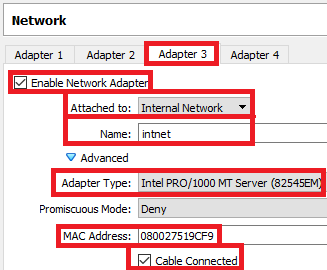 Network
Adapter 1 Adapter 2 Adapter 3 Adapter 4
Enable Network Adapter
Attached to: Internal Network
Name: intnet
Advanced
Adapter Type: Intel PRO/1000 MT Server (82545EM)
Promiscuous Mode: Deny
MAC Address: 080027519CF9
Cable Connected